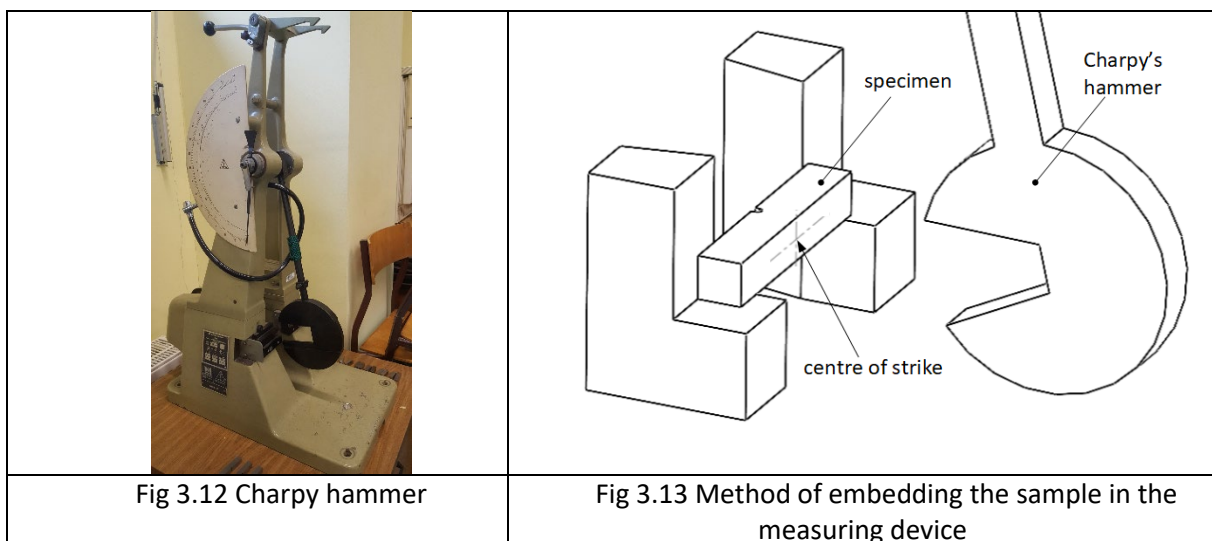 specimen
Charpy’s
hammer
centre of strike
Fig 3.12 Charpy hammer
Fig 3.13 Method of embedding the sample in the
measuring device